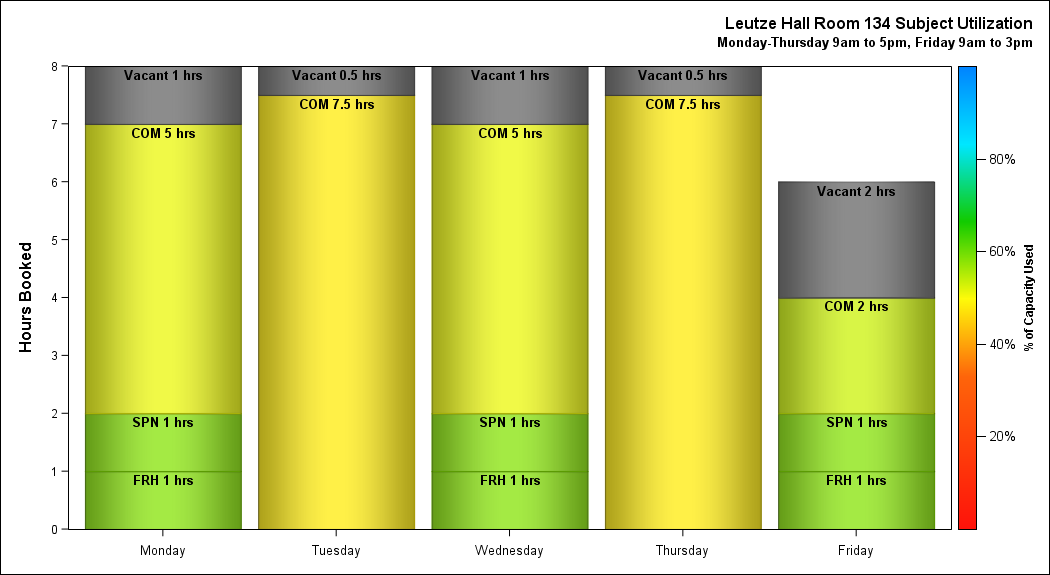 Leutze Hall Room 134 Subject Utilization
Monday-Thursday 9am to 5pm, Friday 9am to 3pm
Hours Booked
8
7
6
5
4
3
2
1
0
Vacant 1 hrs
COM 5 hrs
SPN 1 hrs
FRH 1 hrs
Vacant 0.5 hrs
COM 7.5 hrs
Vacant 1 hrs
COM 5 hrs
SPN 1 hrs
FRH 1 hrs
Vacant 0.5 hrs
COM 7.5 hrs
Vacant 2 hrs
COM 2 hrs
SPN 1 hrs
FRH 1 hrs
Monday
Tuesday
Wednesday
Thursday
Friday
80%
60%
40%
20%
% of Capacity Used